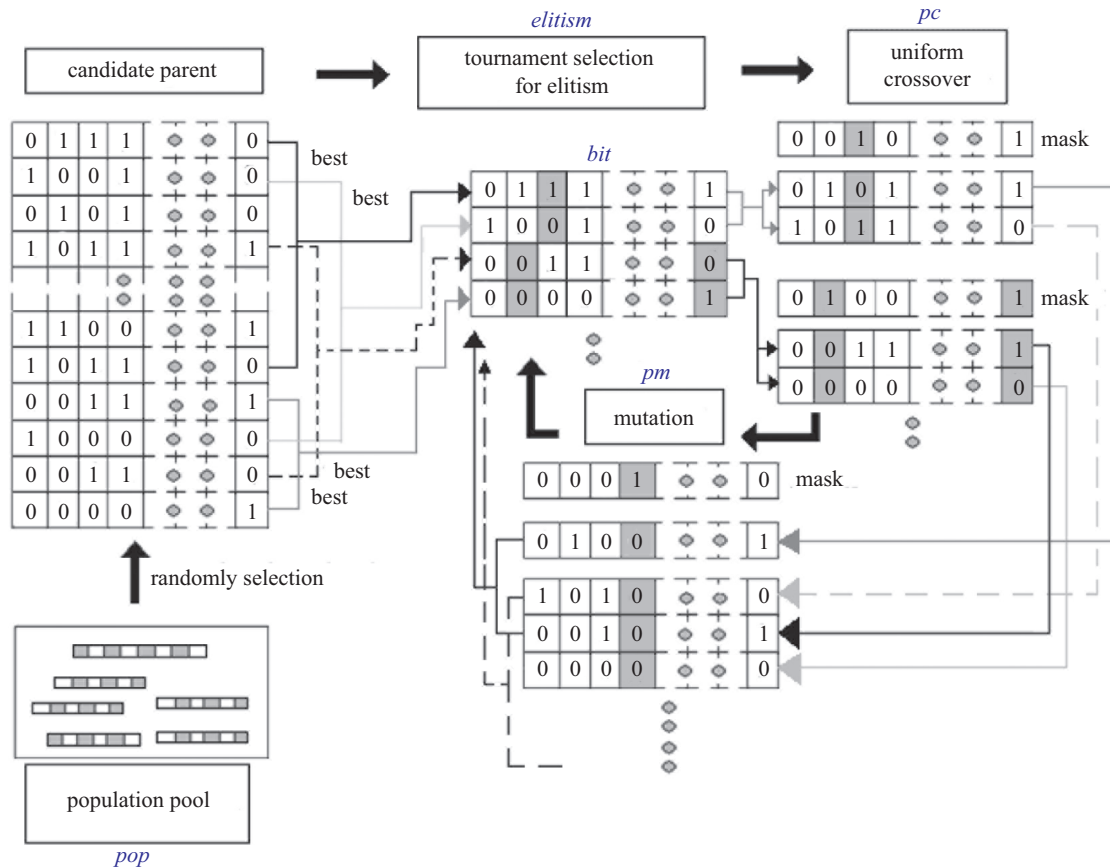 elitism
pc
candidate parent
tournament selection
for elitism
uniform
crossover
0 1 1 1 0
1 0 0 1 0
0 1 0 1 0
1 0 1 1 1
1 1 0 0 1
1 0 1 1 0
0 0 1 1 1
1 0 0 0 0
0 0 1 1 0
0 0 0 0 1
best
best
best
best
bit
0 1 1 1 1
1 0 0 1 0
0 0 1 1 0
0 0 0 0 1
0 0 1 0 1 mask
0 1 0 1 1
1 0 1 1 0
0 1 0 0 1 mask
0 0 1 1 1
0 0 0 0 0
pm
mutation
0 0 0 1 0 mask
0 1 0 0 1
1 0 1 0 0
0 0 1 0 1
0 0 0 0 0
randomly selection
population pool
pop